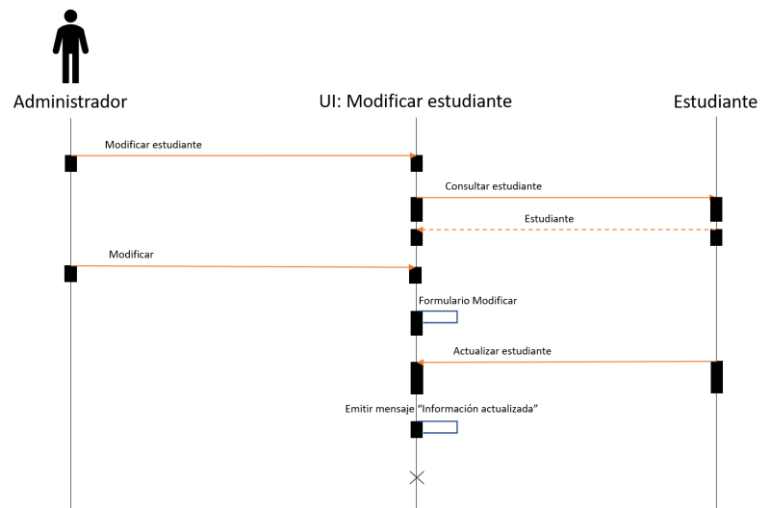 Administrador
UI: Modificar estudiante
Estudiante
Modificar estudiante
Consultar estudiante
Estudiante
Modificar
Formulario Modificar
Actualizar estudiante
Emitir mensaje “Información actualizada”